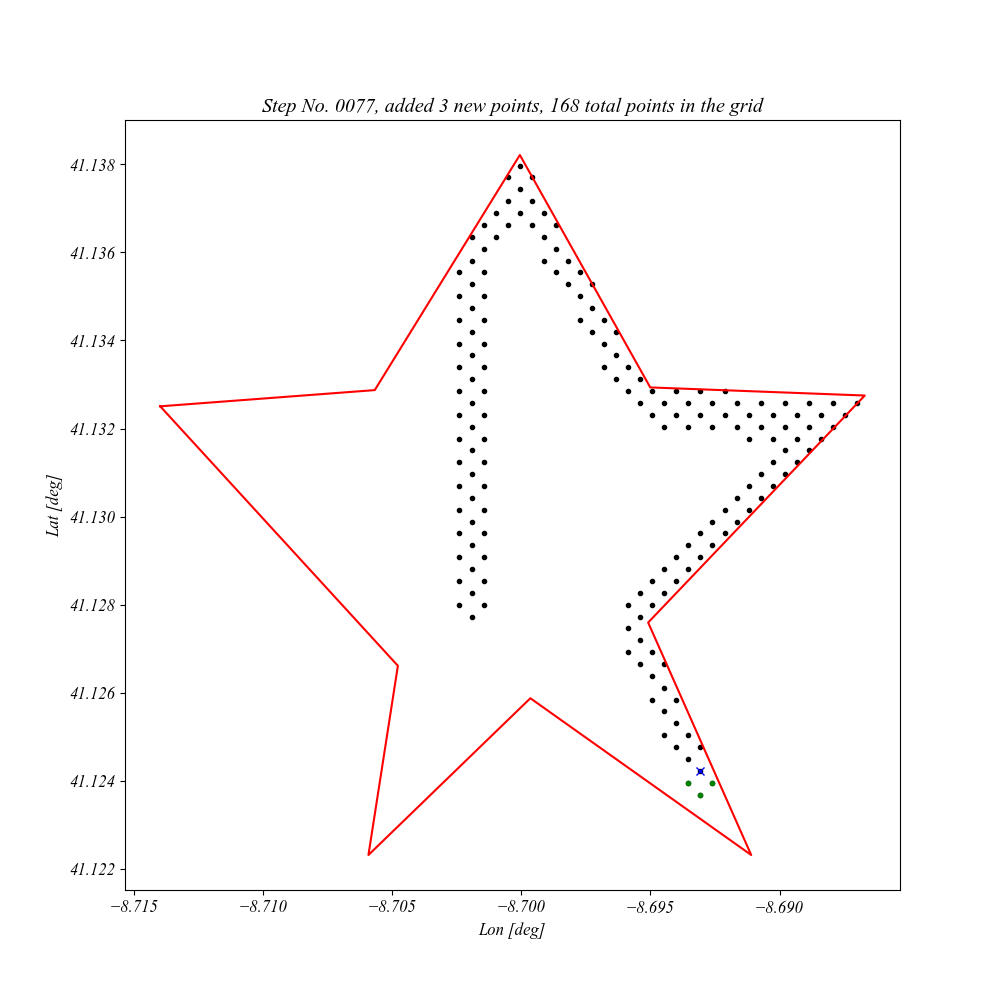 Step No. 0077, added 3 new points, 168 total points in the grid
41.138
41.136
41.134
41.132
41.130
41.128
41.126
41.124
41.122
Lat [deg]
−8.715 −8.710 −8.705 −8.700 −8.695 −8.690
Lon [deg]